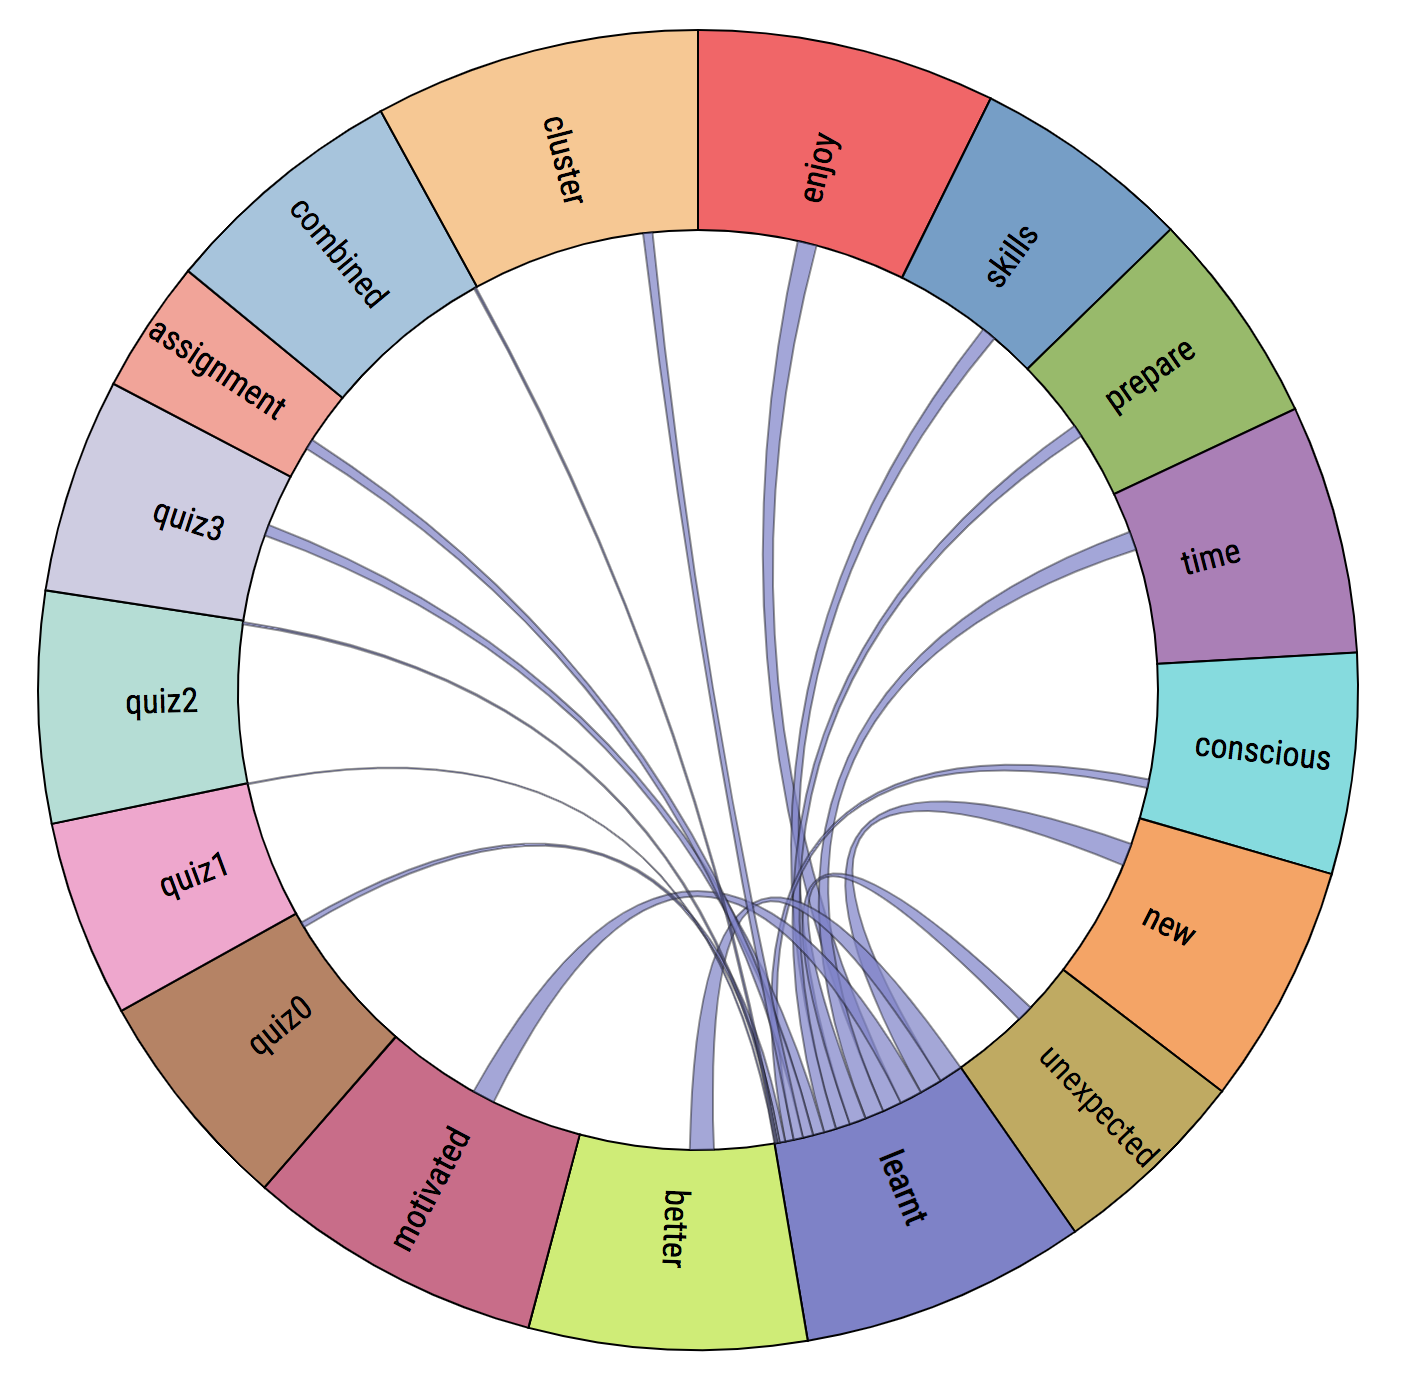 enjoy
skills
prepare
time
conscious
new
unexpected
learnt
better
motivated
quiz0
quiz1
quiz2
quiz3
assignment
combined
cluster